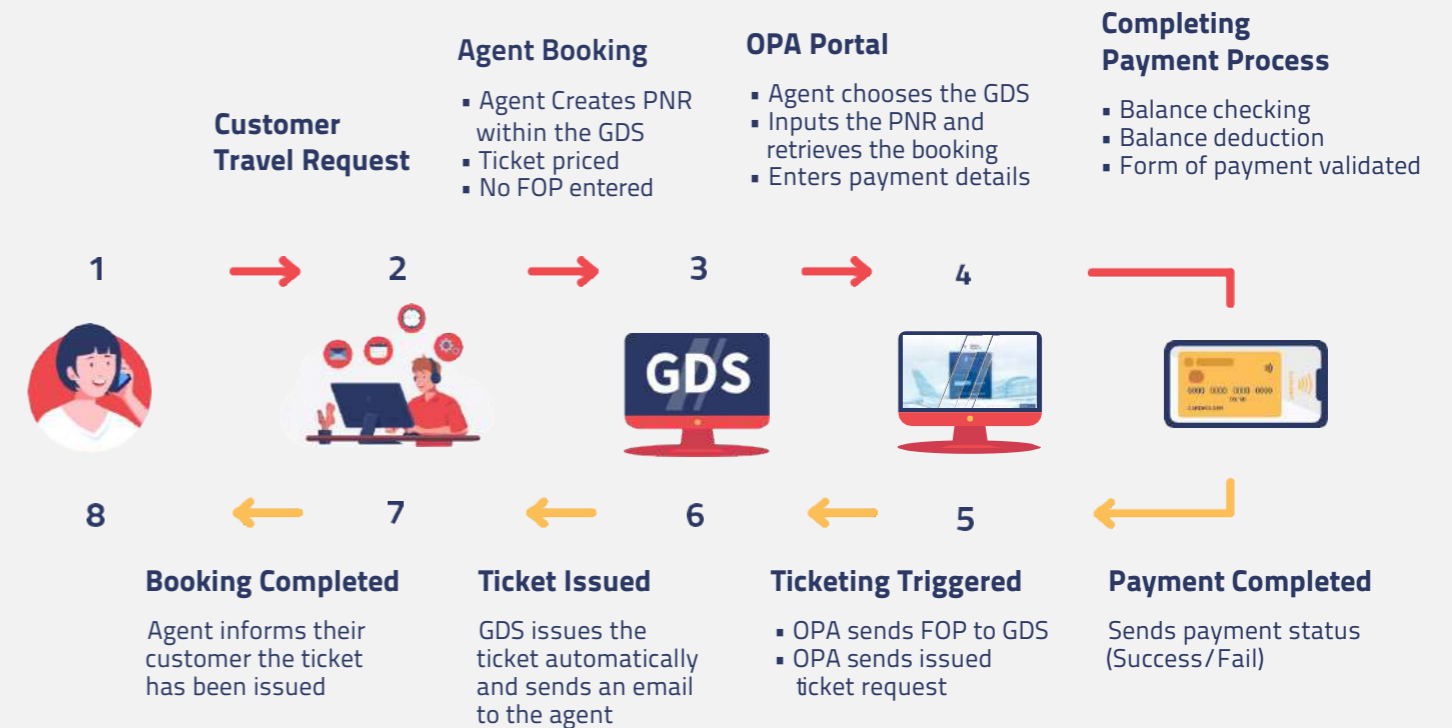 Customer
Travel Request
Agent Booking
▪ Agent Creates PNR
within the GDS
▪ Ticket priced
▪ No FOP entered
OPA Portal
▪ Agent chooses the GDS
▪ Inputs the PNR and
retrieves the booking
▪ Enters payment details
Completing
Payment Process
▪ Balance checking
▪ Balance deduction
▪ Form of payment validated
1
2
3
4
GDS
0000 0000 0000 0000
CARDHOLDER
8
7
6
5
Booking Completed
Agent informs their
customer the ticket
has been issued
Ticket Issued
GDS issues the
ticket automatically
and sends an email
to the agent
Ticketing Triggered
▪ OPA sends FOP to GDS
▪ OPA sends issued
ticket request
Payment Completed
Sends payment status
(Success/Fail)